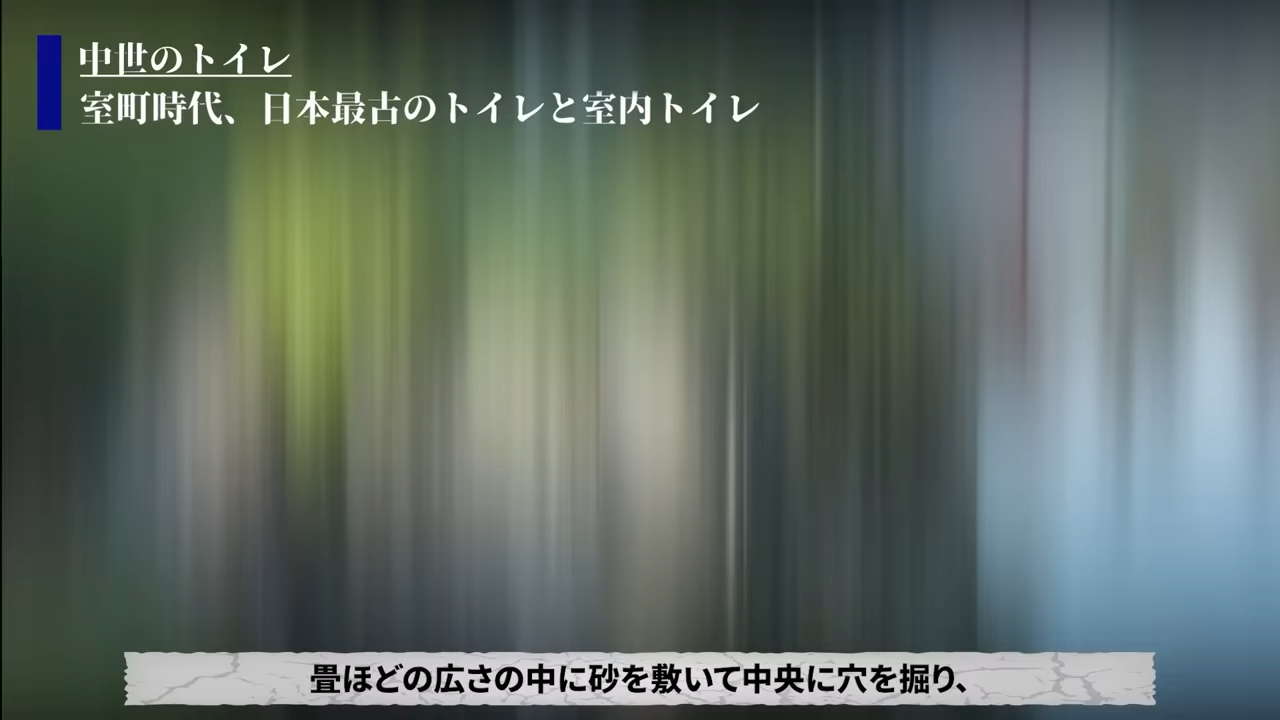 中世のトイレ
室町時代、日本最古のトイレと室内トイレ
畳ほどの広さの中に砂を敷いて中央に穴を掘り、